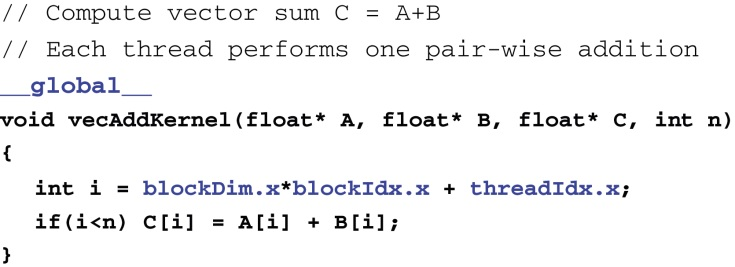 // Compute vector sum C = A+B
// Each thread performs one pair-wise addition
__global__
void vecAddKernel(float* A, float* B, float* C, int n)
{
int i = blockDim.x*blockIdx.x + threadIdx.x;
if(i<n) C[i] = A[i] + B[i];
}